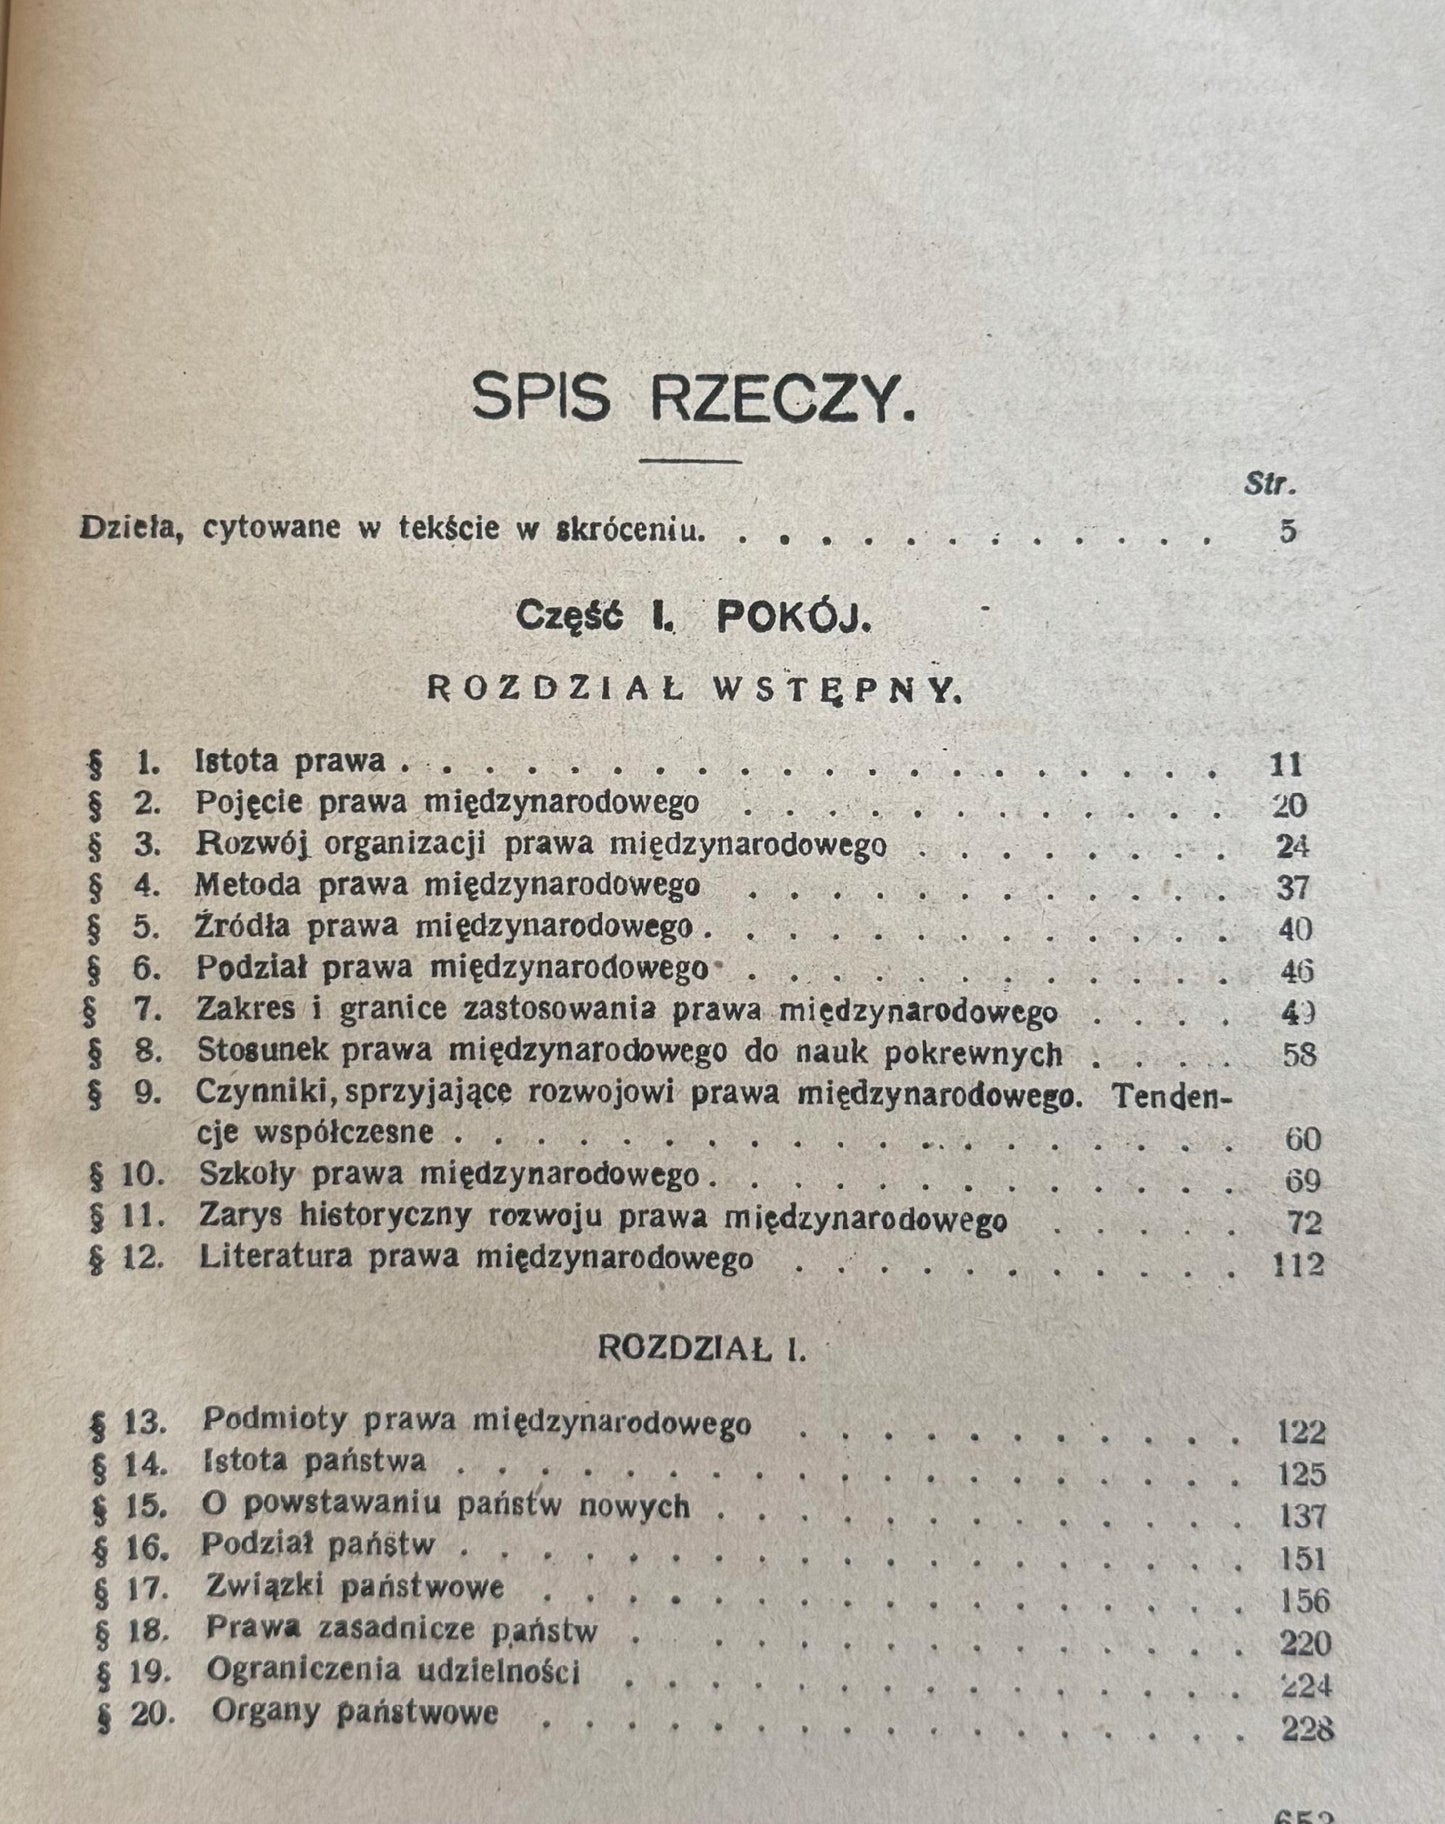 SPIS RZECZY.
Str.
Dzieła, cytowane w tekście w skróceniu. . . . . . . . . . . . . 5
Część I. POKÓJ.
ROZDZIAŁ WSTĘPNY.
§ 1. Istota prawa . . . . . . . . . . . . . . . . . . . . 11
§ 2. Pojęcie prawa międzynarodowego . . . . . . . . . . . . 20
§ 3. Rozwój organizacji prawa międzynarodowego . . . . . . . . 24
§ 4. Metoda prawa międzynarodowego . . . . . . . . . . . . 37
§ 5. Źródła prawa międzynarodowego . . . . . . . . . . . . . 40
§ 6. Podział prawa międzynarodowego . . . . . . . . . . . . 46
§ 7. Zakres i granice zastosowania prawa międzynarodowego . . . . 49
§ 8. Stosunek prawa międzynarodowego do nauk pokrewnych . . . . 58
§ 9. Czynniki, sprzyjające rozwojowi prawa międzynarodowego. Tenden-
cje współczesne . . . . . . . . . . . . . . . . . . . 60
§ 10. Szkoły prawa międzynarodowego . . . . . . . . . . . . . 69
§ 11. Zarys historyczny rozwoju prawa międzynarodowego . . . . . 72
§ 12. Literatura prawa międzynarodowego . . . . . . . . . . . 112
ROZDZIAŁ I.
§ 13. Podmioty prawa międzynarodowego . . . . . . . . . . . 122
§ 14. Istota państwa . . . . . . . . . . . . . . . . . . . 125
§ 15. O powstawaniu państw nowych . . . . . . . . . . . . . 137
§ 16. Podział państw . . . . . . . . . . . . . . . . . . . 151
§ 17. Związki państwowe . . . . . . . . . . . . . . . . . 156
§ 18. Prawa zasadnicze państw . . . . . . . . . . . . . . 220
§ 19. Ograniczenia udzielności . . . . . . . . . . . . . . . 224
§ 20. Organy państwowe . . . . . . . . . . . . . . . . . 228